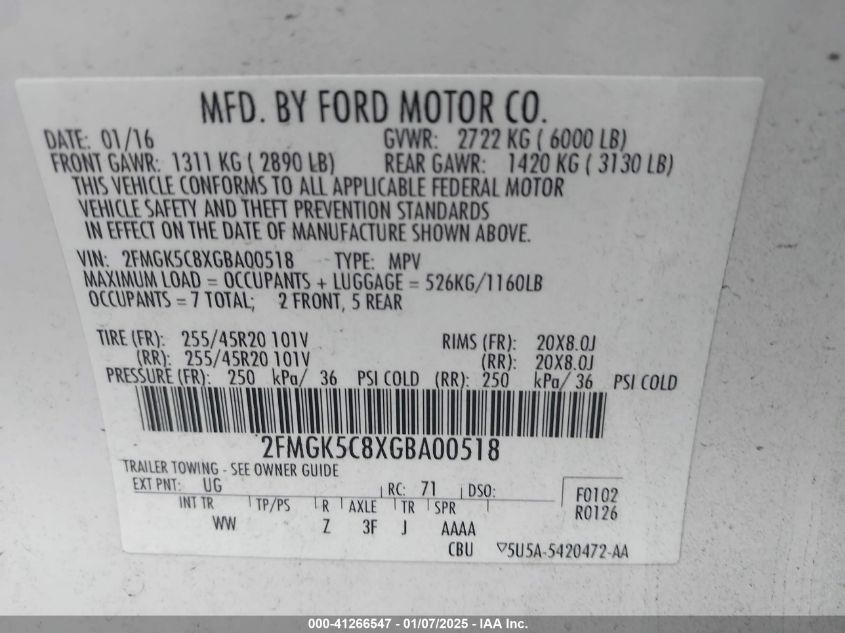 MFD. BY FORD MOTOR CO.
DATE: 01/16 GVWR: 2722 KG ( 6000 LB)
FRONT GAWR: 1311 KG ( 2890 LB) REAR GAWR: 1420 KG ( 3130 LB)
THIS VEHICLE CONFORMS TO ALL APPLICABLE FEDERAL MOTOR
VEHICLE SAFETY AND THEFT PREVENTION STANDARDS
IN EFFECT ON THE DATE OF MANUFACTURE SHOWN ABOVE.
VIN: 2FMGK5C8XGBA00518 TYPE: MPV
MAXIMUM LOAD = OCCUPANTS + LUGGAGE = 526KG/1160LB
OCCUPANTS = 7 TOTAL; 2 FRONT, 5 REAR
TIRE (FR): 255/45R20 101V RIMS (FR): 20X8.0J
(RR): 255/45R20 101V (RR): 20X8.0J
PRESSURE (FR): 250 kPa/ 36 PSI COLD (RR): 250 kPa/ 36 PSI COLD
2FMGK5C8XGBA00518
TRAILER TOWING - SEE OWNER GUIDE
EXT PNT: UG RC: 71 DSO: F0102
INT TR TP/PS R AXLE TR SPR R0126
WW Z 3F J AAAA
CBU ▽5U5A-5420472-AA
000-41266547 - 01/07/2025 - IAA Inc.